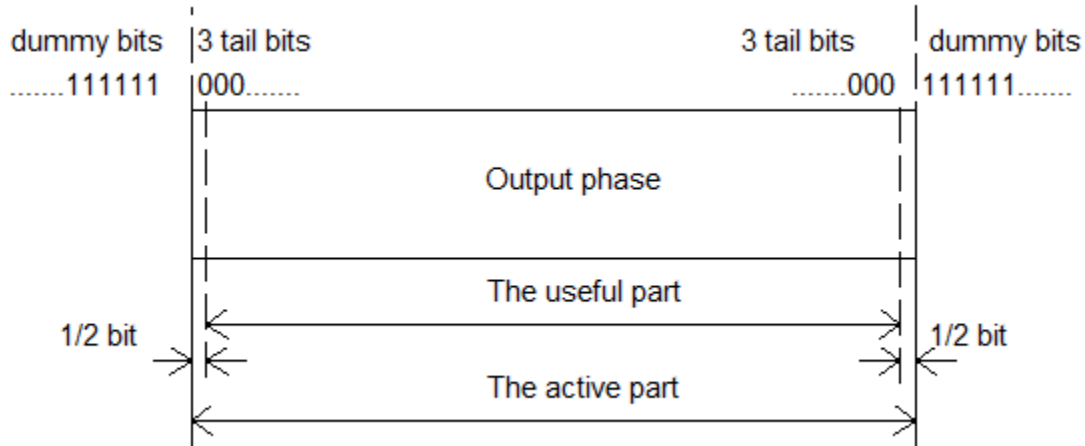 dummy bits 3 tail bits 3 tail bits dummy bits
.......111111 000....... .......000 111111.......
Output phase
The useful part
1/2 bit 1/2 bit
The active part